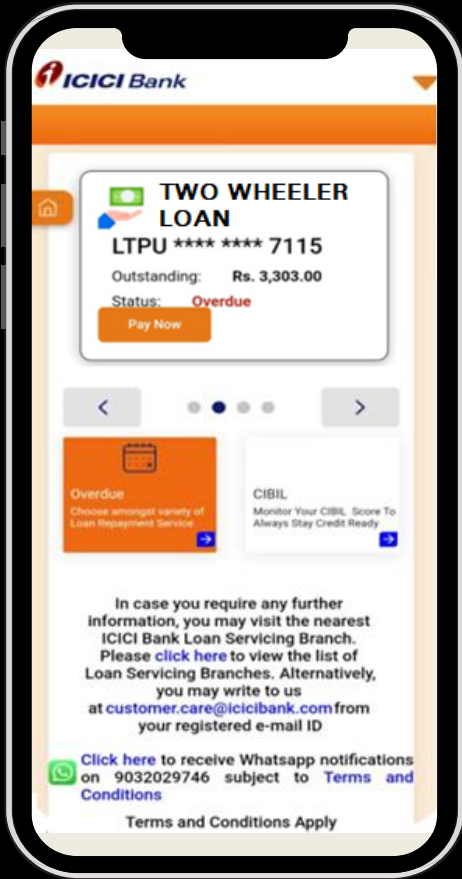 ICICI Bank
TWO WHEELER
LOAN
LTPU **** **** 7115
Outstanding: Rs. 3,303.00
Status: Overdue
Pay Now
Overdue
Choose amongst variety of
Loan Repayment Service
CIBIL
Monitor Your CIBIL Score To
Always Stay Credit Ready
In case you require any further
information, you may visit the nearest
ICICI Bank Loan Servicing Branch.
Please click here to view the list of
Loan Servicing Branches. Alternatively,
you may write to us
at customer.care@icicibank.com from
your registered e-mail ID
Click here to receive Whatsapp notifications
on 9032029746 subject to Terms and
Conditions
Terms and Conditions Apply